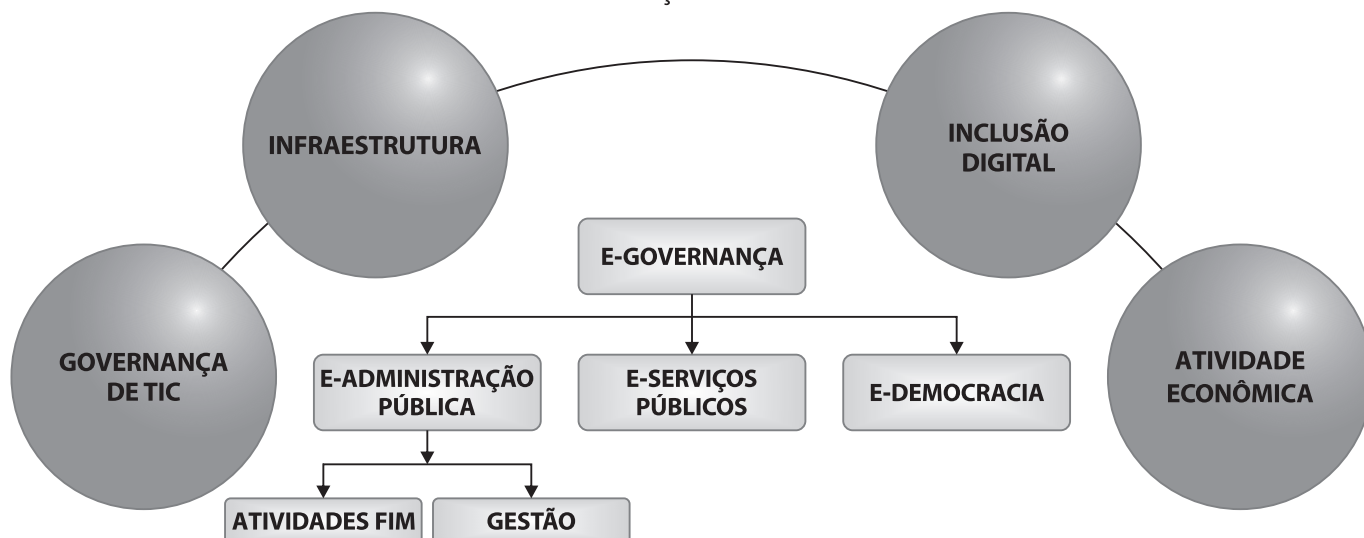 INFRAESTRUTURA
INCLUSÃO
DIGITAL
E-GOVERNANÇA
GOVERNANÇA
DE TIC
E-ADMINISTRAÇÃO
PÚBLICA
E-SERVIÇOS
PÚBLICOS
E-DEMOCRACIA
ATIVIDADE
ECONÔMICA
ATIVIDADES FIM
GESTÃO